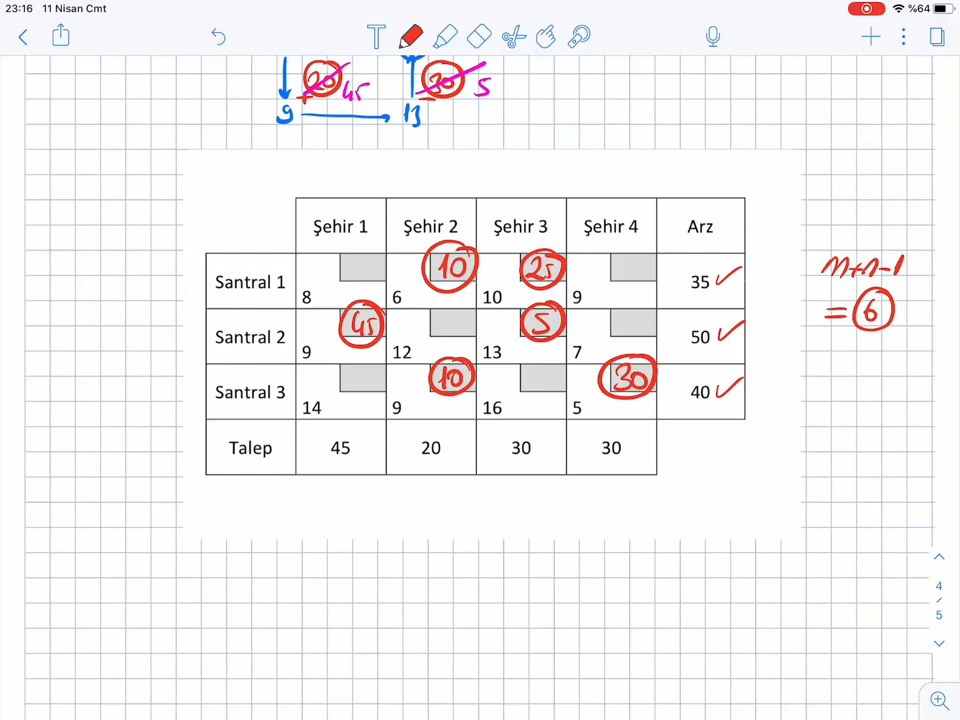 23:16 11 Nisan Cmt %64
20 45 30 5
9 13
Şehir 1 Şehir 2 Şehir 3 Şehir 4 Arz
Santral 1 8 6 10 10 25 9 35
Santral 2 9 45 12 13 5 7 50
Santral 3 14 9 10 16 5 30 40
Talep 45 20 30 30
m+n-1
= 6
4
/
5